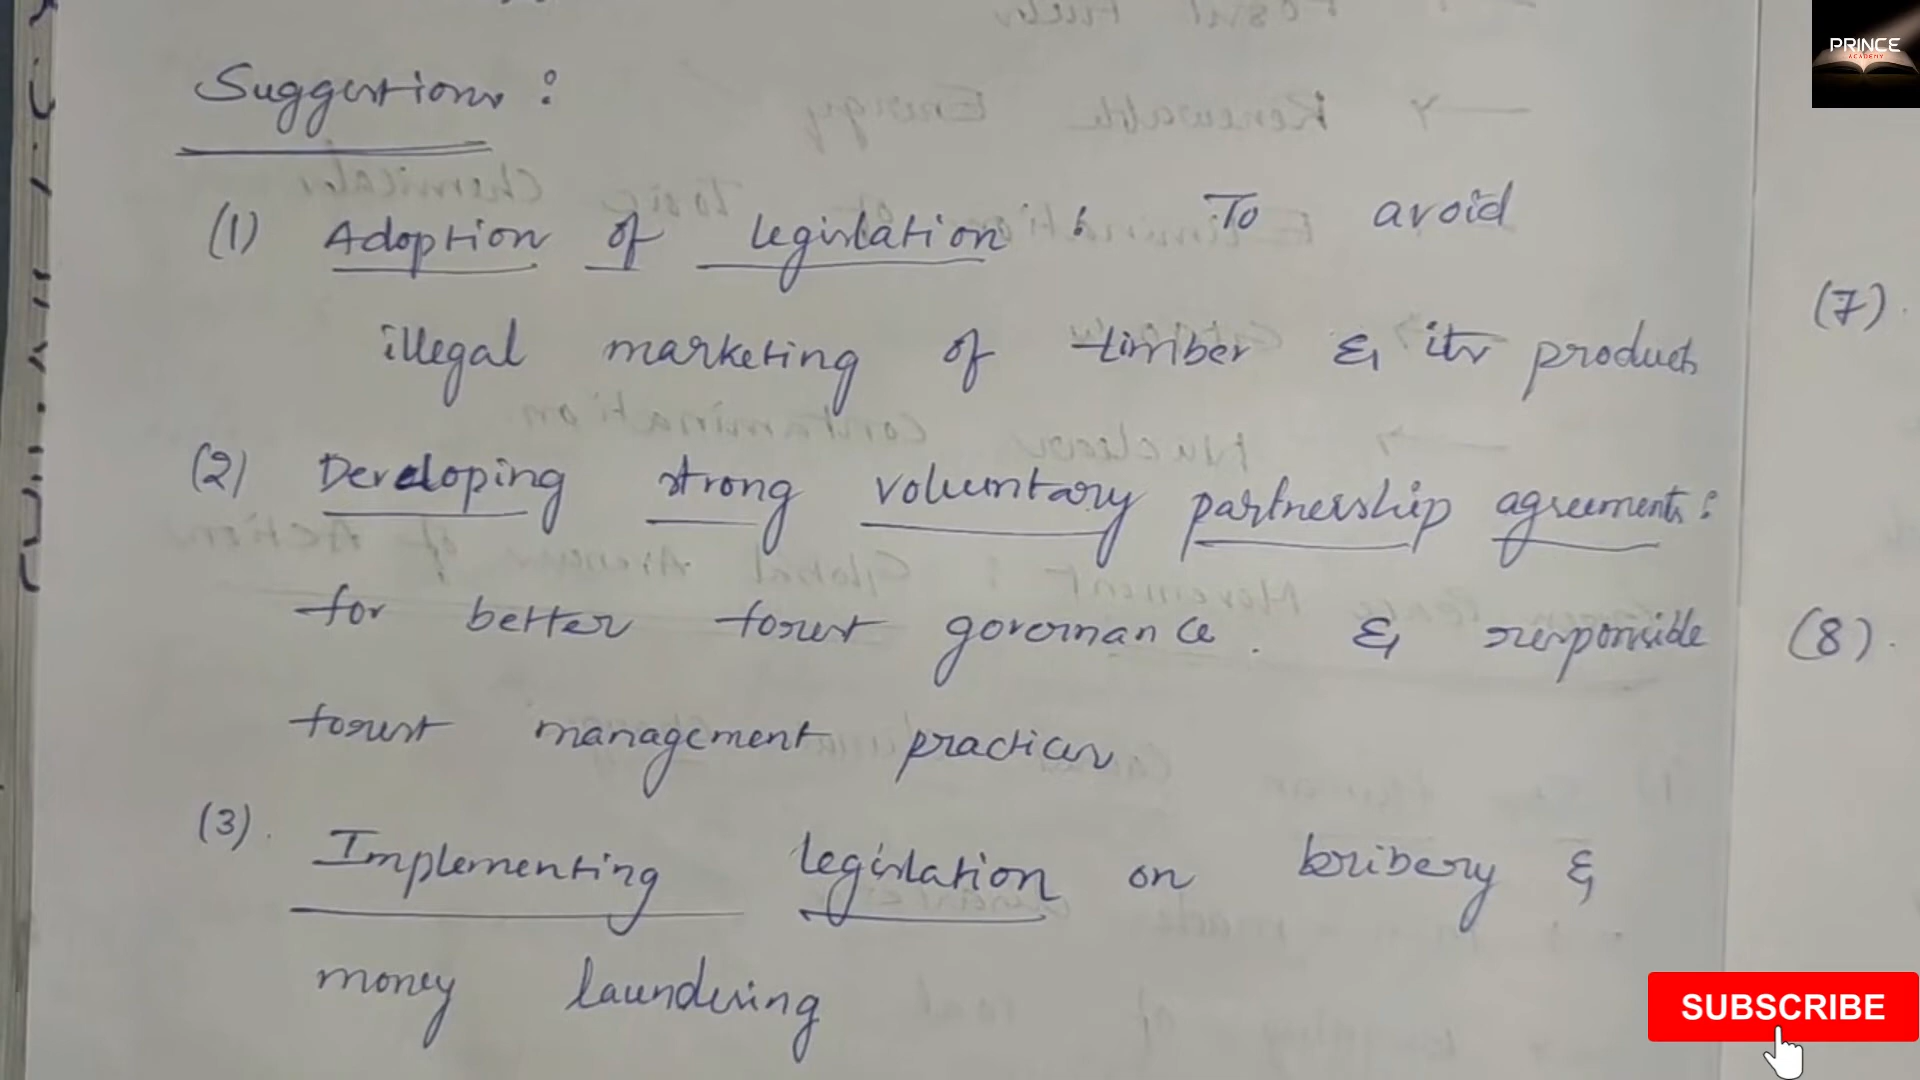 Suggestions :
(1) Adoption of legislation : To avoid
illegal marketing of timber & its products
(2) Developing strong voluntary partnership agreements :
for better forest governance . & responsible
forest management practices
(3). Implementing legislation on bribery &
money laundering
(7).
(8).
PRINCE
ACADEMY
SUBSCRIBE